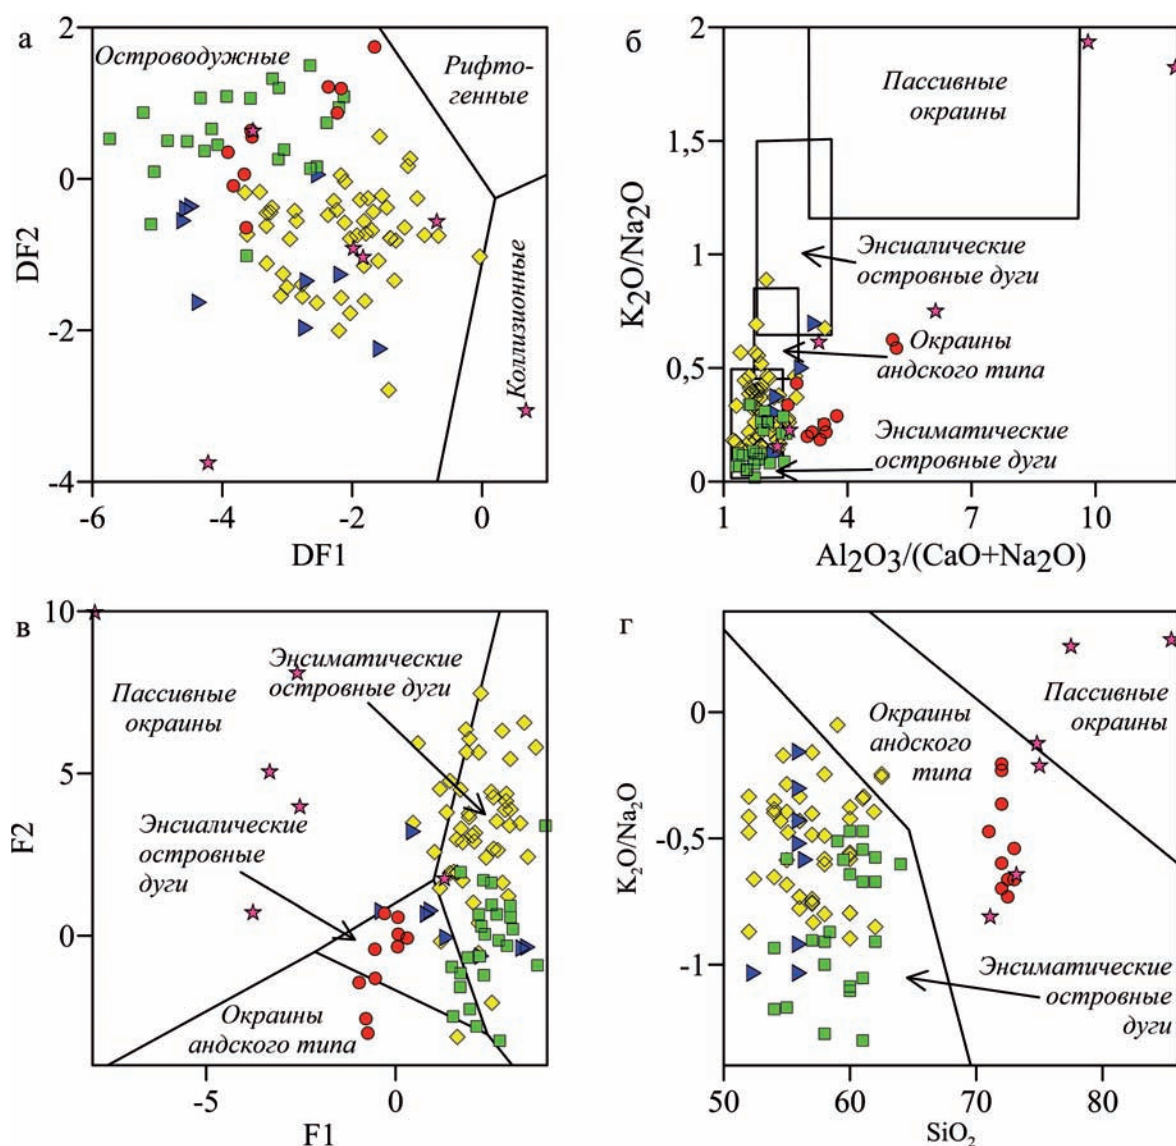 а
2
0
-2
-4
DF2
-6
-4
-2
0
DF1
Островодужные
Рифто-
генные
Коллизионные
б
2
1,5
1
0,5
0
K₂O/Na₂O
1
4
7
10
Al₂O₃/(CaO+Na₂O)
Пассивные
окраины
Энсиалические
островные дуги
Окраины
андского типа
Энсиматические
островные дуги
в
10
5
0
F2
-5
0
F1
Энсиматические
островные дуги
Пассивные
окраины
Энсиалические
островные
дуги
Окраины
андского типа
г
-0
-0,5
-1
K₂O/Na₂O
50
60
70
80
SiO₂
Окраины
андского
типа
Пассивные
окраины
Энсиматические
островные
дуги